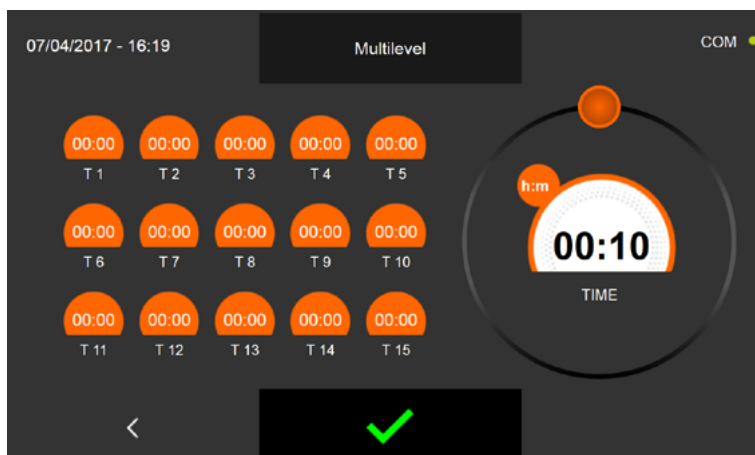 07/04/2017 - 16:19
Multilevel
COM
00:00 00:00 00:00 00:00 00:00
T 1 T 2 T 3 T 4 T 5
00:00 00:00 00:00 00:00 00:00
T 6 T 7 T 8 T 9 T 10
00:00 00:00 00:00 00:00 00:00
T 11 T 12 T 13 T 14 T 15
h:m
00:10
TIME